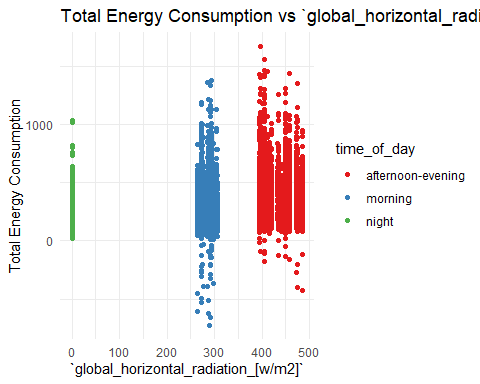 Total Energy Consumption vs `global_horizontal_radi
Total Energy Consumption
1000
0
0
100
200
300
400
500
`global_horizontal_radiation_[w/m2]`
time_of_day
afternoon-evening
morning
night